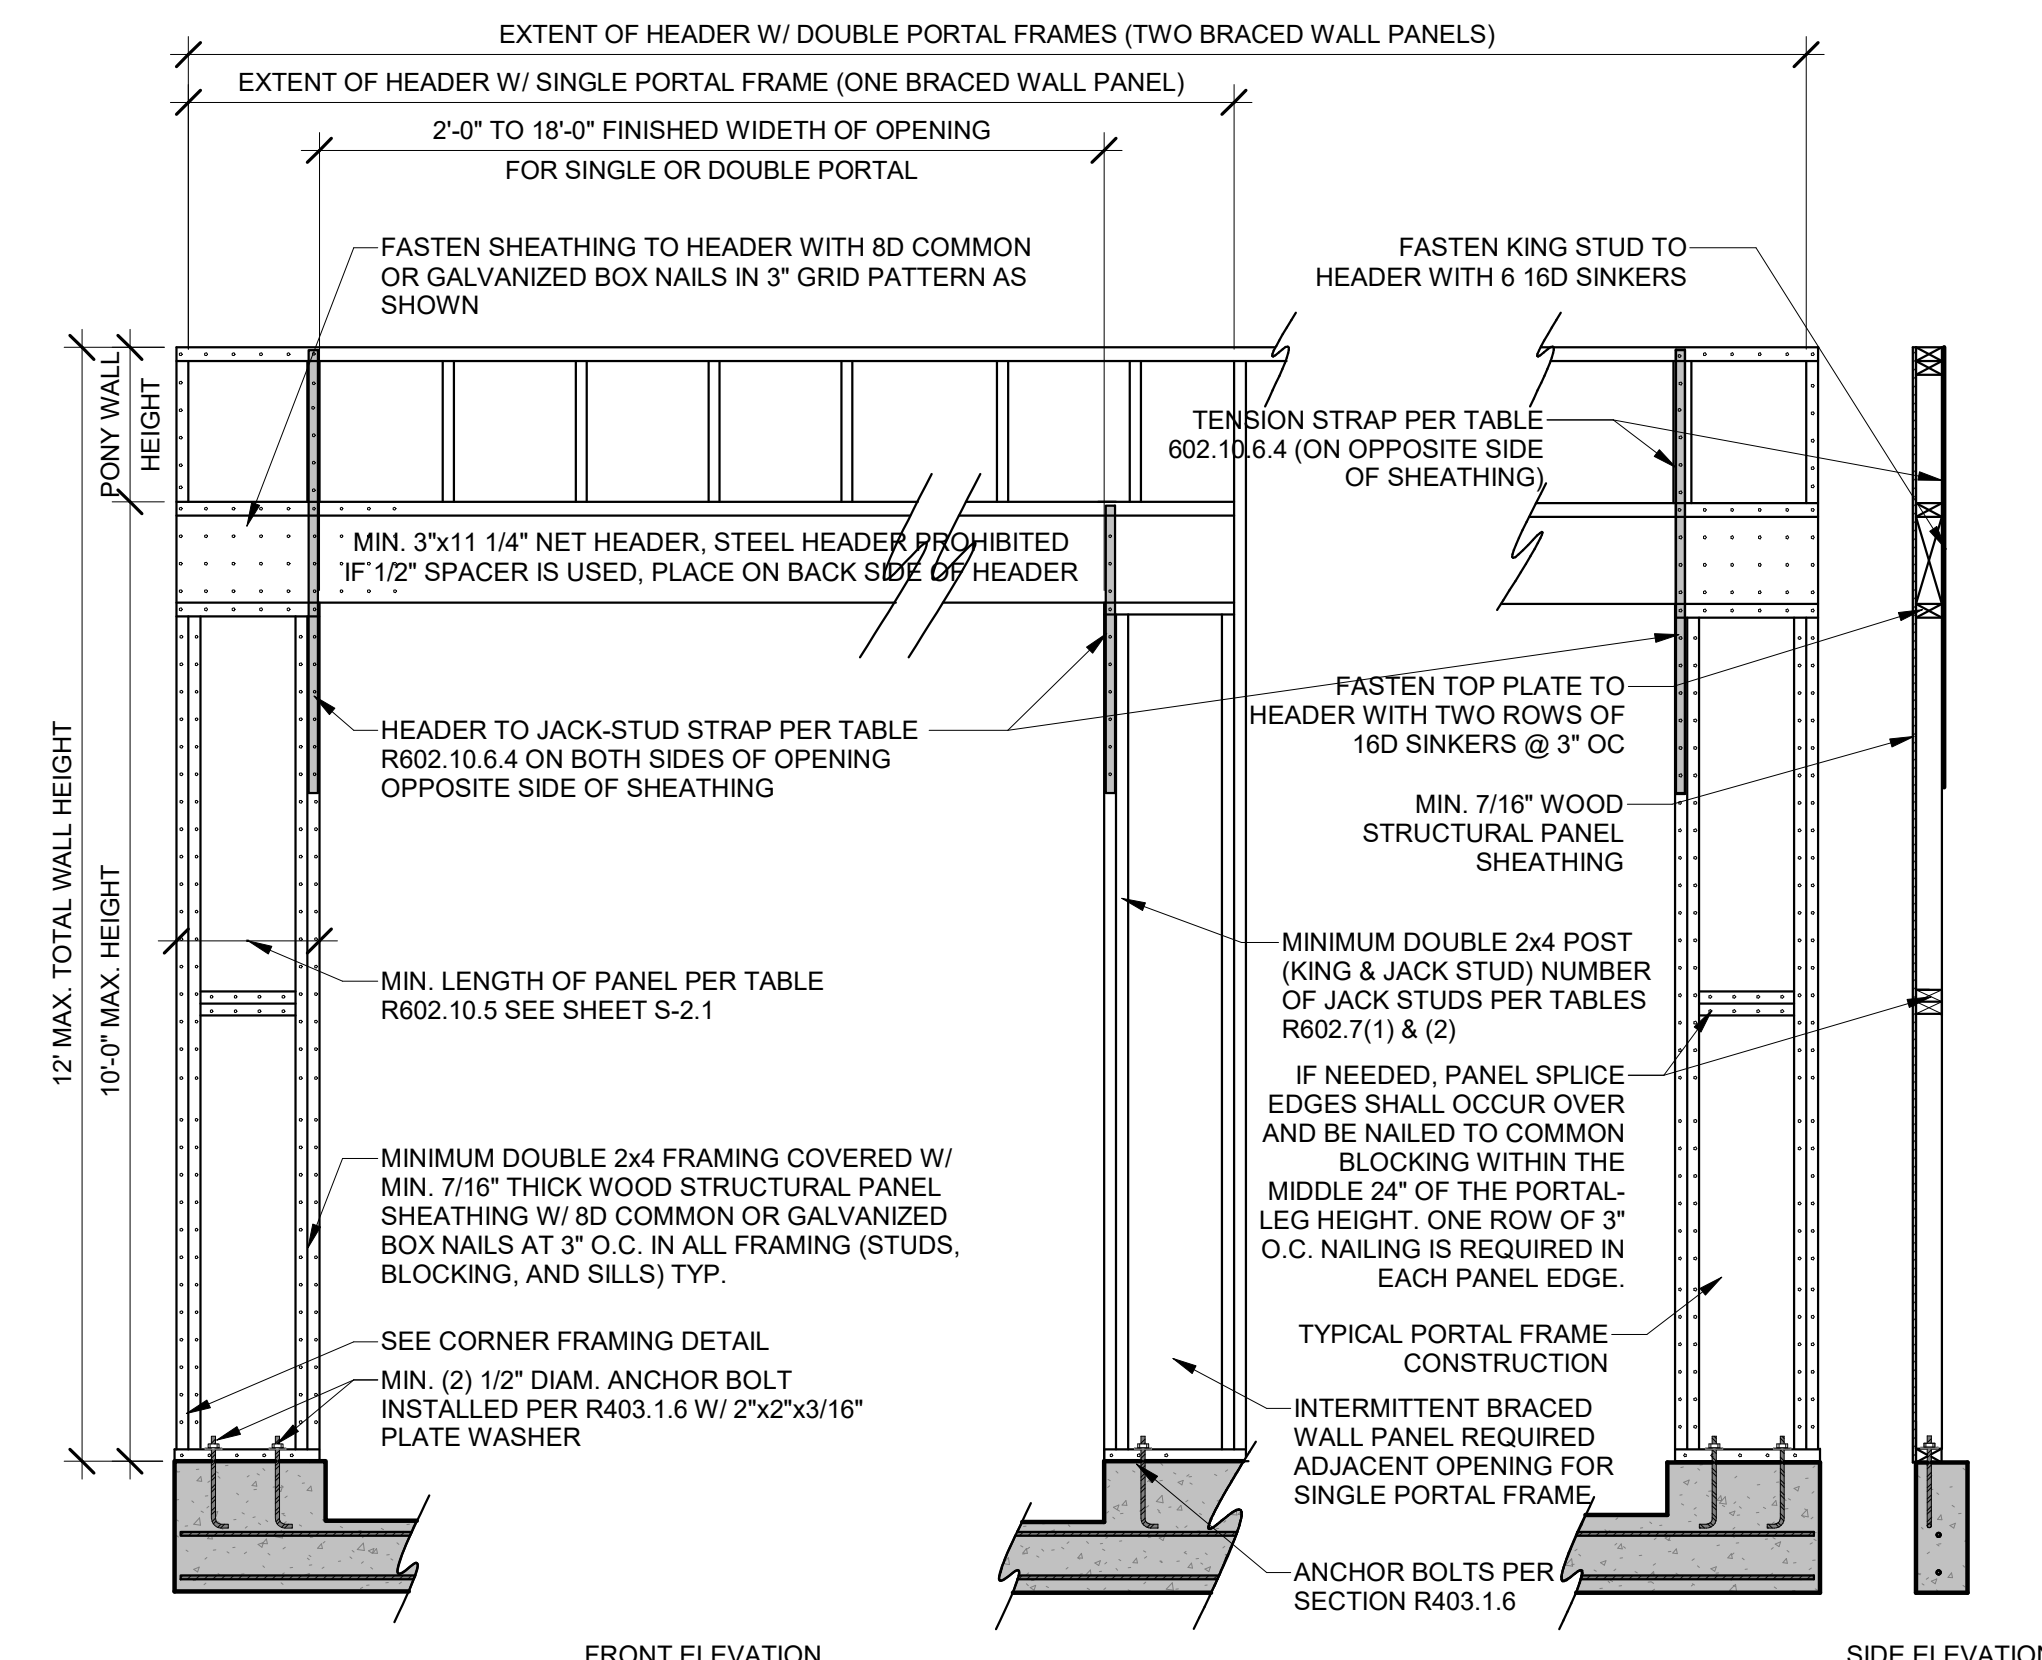 EXTENT OF HEADER W/ DOUBLE PORTAL FRAMES (TWO BRACED WALL PANELS)
EXTENT OF HEADER W/ SINGLE PORTAL FRAME (ONE BRACED WALL PANEL)
2'-0" TO 18'-0" FINISHED WIDETH OF OPENING
FOR SINGLE OR DOUBLE PORTAL
FASTEN SHEATHING TO HEADER WITH 8D COMMON
OR GALVANIZED BOX NAILS IN 3" GRID PATTERN AS
SHOWN
FASTEN KING STUD TO
HEADER WITH 6 16D SINKERS
PONY WALL
HEIGHT
TENSION STRAP PER TABLE
602.10.6.4 (ON OPPOSITE SIDE
OF SHEATHING)
MIN. 3"x11 1/4" NET HEADER, STEEL HEADER PROHIBITED
IF 1/2" SPACER IS USED, PLACE ON BACK SIDE OF HEADER
12' MAX. TOTAL WALL HEIGHT
10'-0" MAX. HEIGHT
HEADER TO JACK-STUD STRAP PER TABLE
R602.10.6.4 ON BOTH SIDES OF OPENING
OPPOSITE SIDE OF SHEATHING
FASTEN TOP PLATE TO
HEADER WITH TWO ROWS OF
16D SINKERS @ 3" OC
MIN. 7/16" WOOD
STRUCTURAL PANEL
SHEATHING
MIN. LENGTH OF PANEL PER TABLE
R602.10.5 SEE SHEET S-2.1
MINIMUM DOUBLE 2x4 POST
(KING & JACK STUD) NUMBER
OF JACK STUDS PER TABLES
R602.7(1) & (2)
IF NEEDED, PANEL SPLICE
EDGES SHALL OCCUR OVER
AND BE NAILED TO COMMON
BLOCKING WITHIN THE
MIDDLE 24" OF THE PORTAL-
LEG HEIGHT. ONE ROW OF 3"
O.C. NAILING IS REQUIRED IN
EACH PANEL EDGE.
MINIMUM DOUBLE 2x4 FRAMING COVERED W/
MIN. 7/16" THICK WOOD STRUCTURAL PANEL
SHEATHING W/ 8D COMMON OR GALVANIZED
BOX NAILS AT 3" O.C. IN ALL FRAMING (STUDS,
BLOCKING, AND SILLS) TYP.
SEE CORNER FRAMING DETAIL
MIN. (2) 1/2" DIAM. ANCHOR BOLT
INSTALLED PER R403.1.6 W/ 2"x2"x3/16"
PLATE WASHER
TYPICAL PORTAL FRAME
CONSTRUCTION
INTERMITTENT BRACED
WALL PANEL REQUIRED
ADJACENT OPENING FOR
SINGLE PORTAL FRAME
ANCHOR BOLTS PER
SECTION R403.1.6
FRONT ELEVATION
SIDE ELEVATION